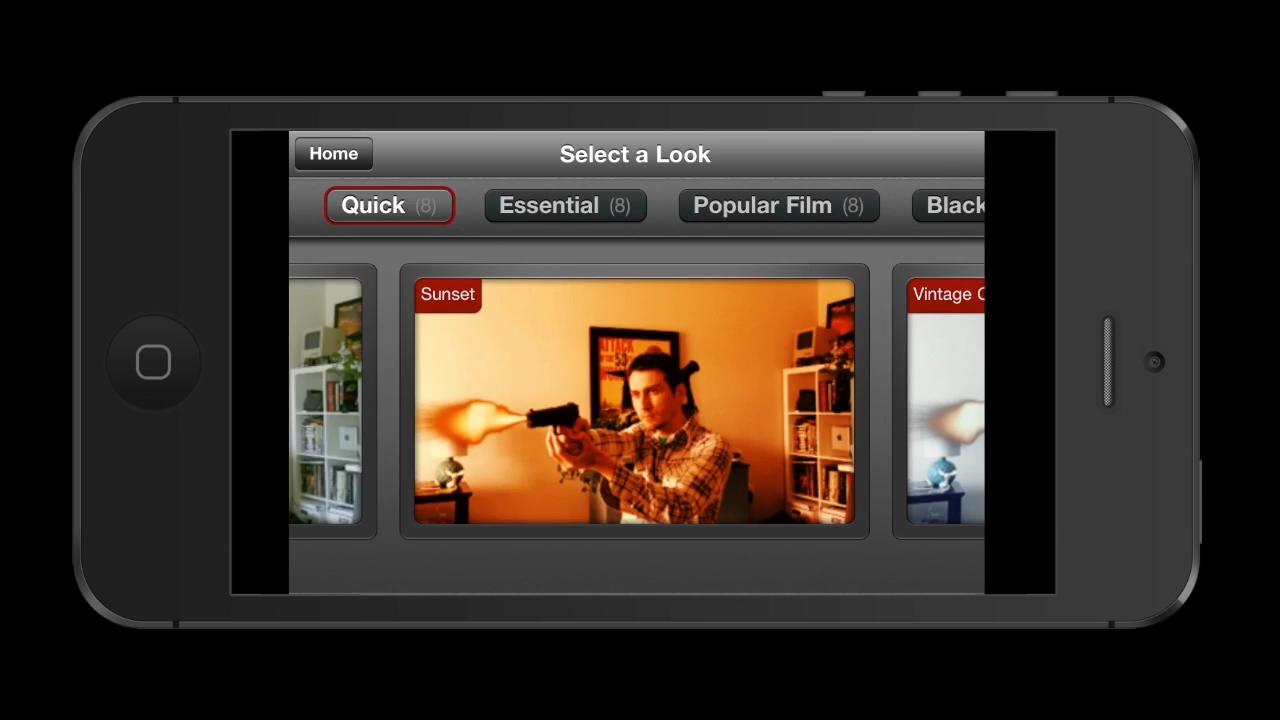 Home
Select a Look
Quick (8)
Essential (8)
Popular Film (8)
Black
Sunset
Vintage C
ATTACK